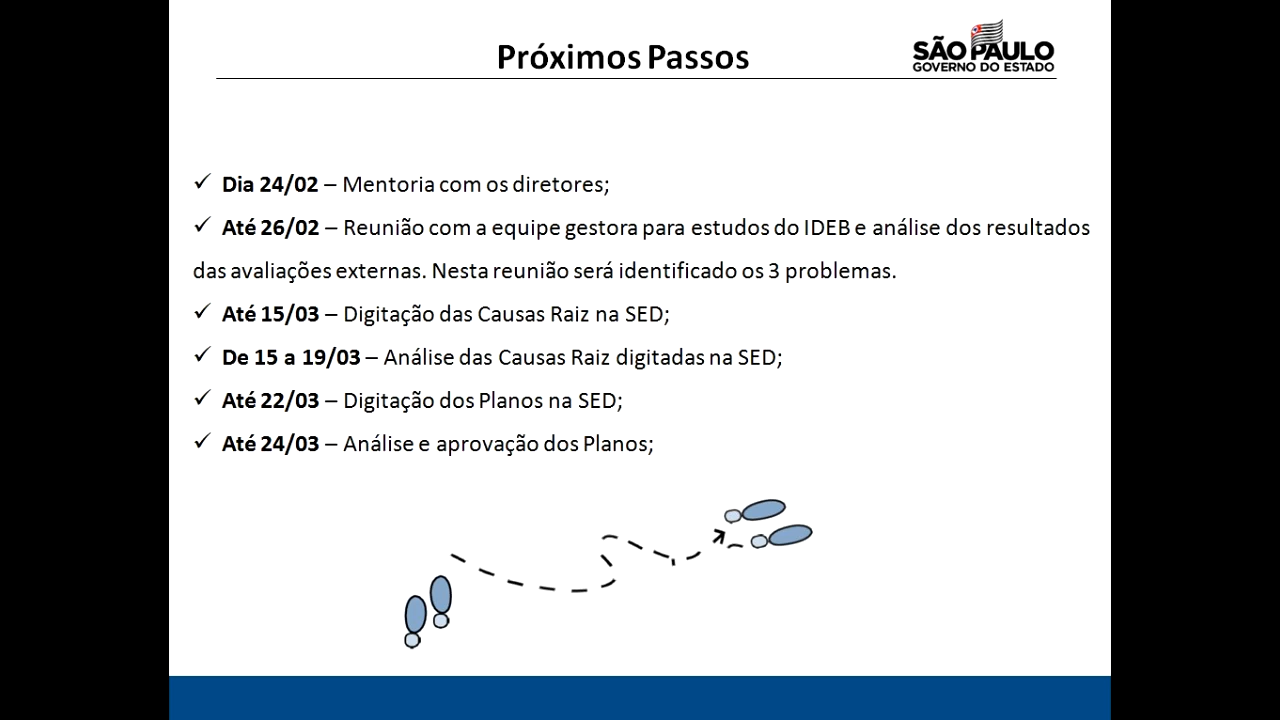 Próximos Passos
SÃO PAULO
GOVERNO DO ESTADO
✓ Dia 24/02 – Mentoria com os diretores;
✓ Até 26/02 – Reunião com a equipe gestora para estudos do IDEB e análise dos resultados
das avaliações externas. Nesta reunião será identificado os 3 problemas.
✓ Até 15/03 – Digitação das Causas Raiz na SED;
✓ De 15 a 19/03 – Análise das Causas Raiz digitadas na SED;
✓ Até 22/03 – Digitação dos Planos na SED;
✓ Até 24/03 – Análise e aprovação dos Planos;